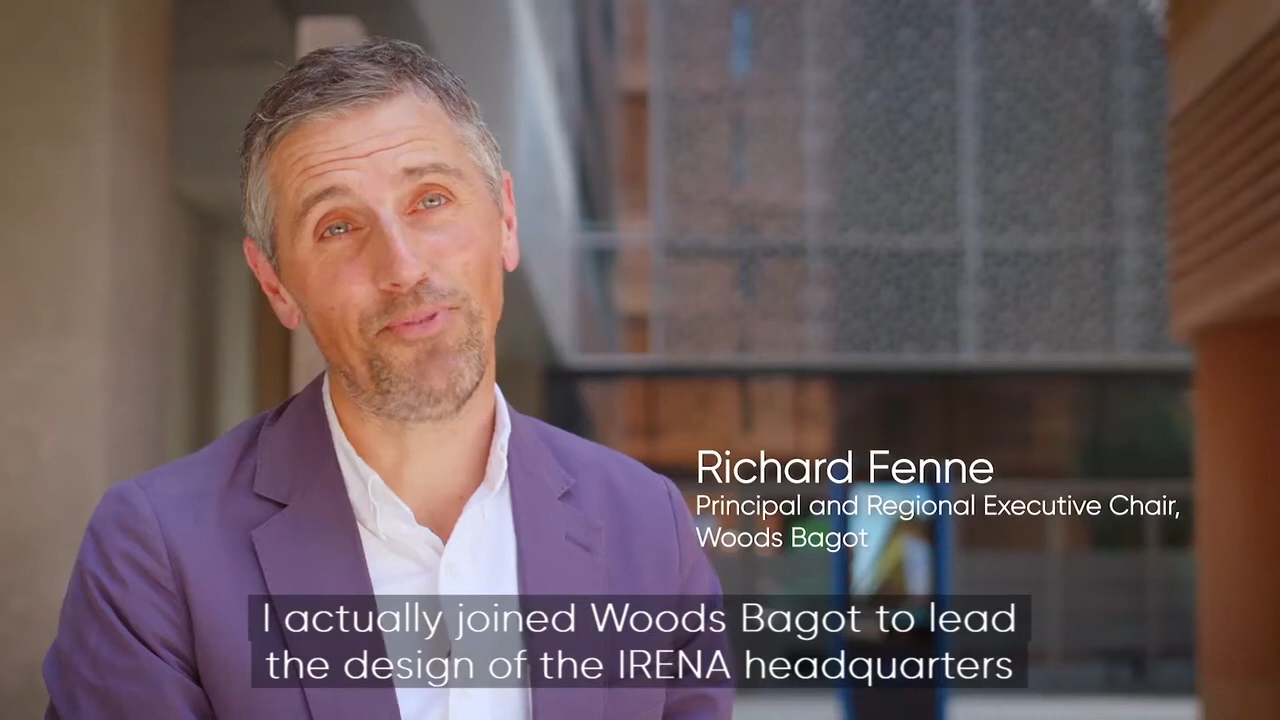 Richard Fenne
Principal and Regional Executive Chair,
Woods Bagot
I actually joined Woods Bagot to lead
the design of the IRENA headquarters